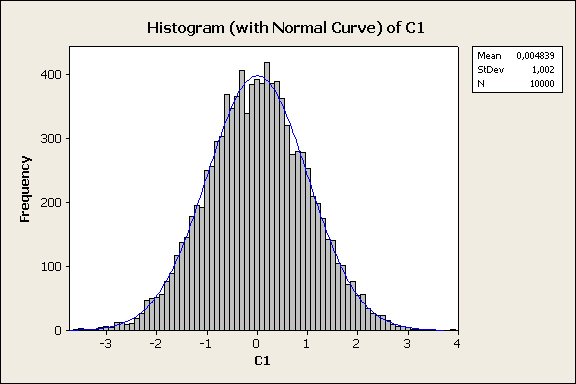 Histogram (with Normal Curve) of C1
Mean 0,004839
StDev 1,002
N 10000
Frequency
400
300
200
100
0
-3 -2 -1 0 1 2 3 4
C1